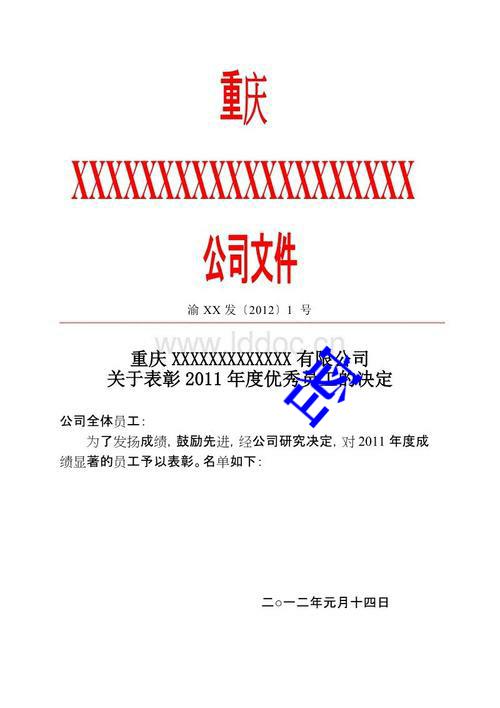 重庆
XXXXXXXXXXXXXXXXXXX
公司文件
渝 XX 发〔2012〕1 号
www.lddoc.cn
重庆 XXXXXXXXXXXXX 有限公司
关于表彰 2011 年度优秀员工的决定
密
公司全体员工：
为了发扬成绩，鼓励先进，经公司研究决定，对 2011 年度成
绩显著的员工予以表彰。名单如下：
二○一二年元月十四日